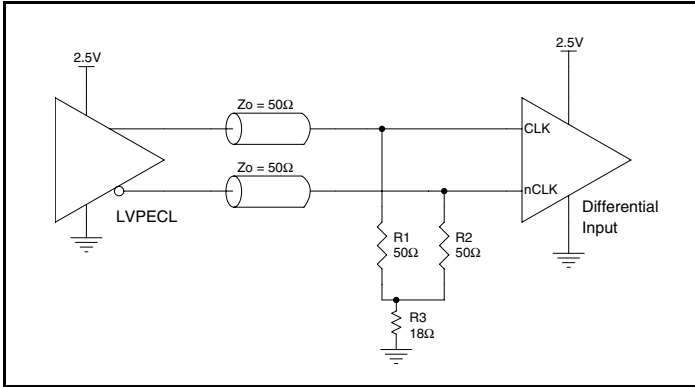 2.5V
2.5V
Zo = 50Ω
CLK
Zo = 50Ω
nCLK
LVPECL
Differential
Input
R1
50Ω
R2
50Ω
R3
18Ω